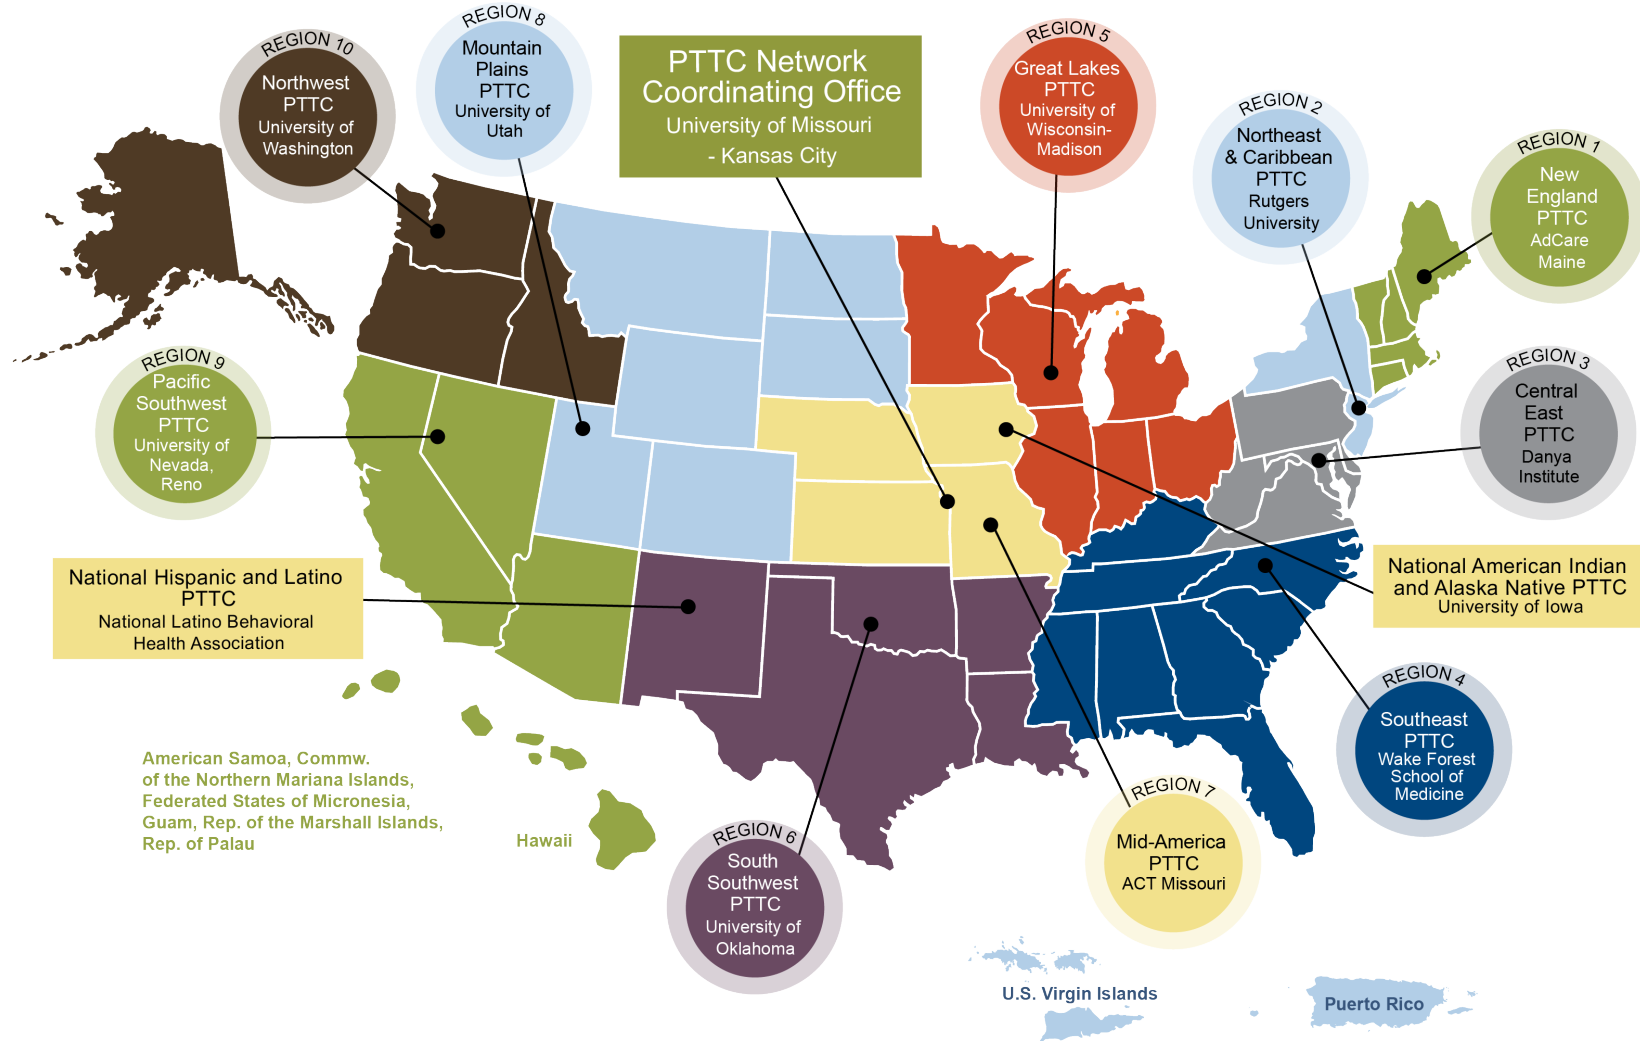 REGION 10
Northwest
PTTC
University of
Washington
REGION 8
Mountain
Plains
PTTC
University of
Utah
PTTC Network
Coordinating Office
University of Missouri
- Kansas City
REGION 5
Great Lakes
PTTC
University of
Wisconsin-
Madison
REGION 2
Northeast
& Caribbean
PTTC
Rutgers
University
REGION 1
New
England
PTTC
AdCare
Maine
REGION 9
Pacific
Southwest
PTTC
University of
Nevada,
Reno
REGION 3
Central
East
PTTC
Danya
Institute
National Hispanic and Latino
PTTC
National Latino Behavioral
Health Association
National American Indian
and Alaska Native PTTC
University of Iowa
REGION 4
Southeast
PTTC
Wake Forest
School of
Medicine
American Samoa, Commw.
of the Northern Mariana Islands,
Federated States of Micronesia,
Guam, Rep. of the Marshall Islands,
Rep. of Palau
Hawaii
REGION 6
South
Southwest
PTTC
University of
Oklahoma
REGION 7
Mid-America
PTTC
ACT Missouri
U.S. Virgin Islands
Puerto Rico